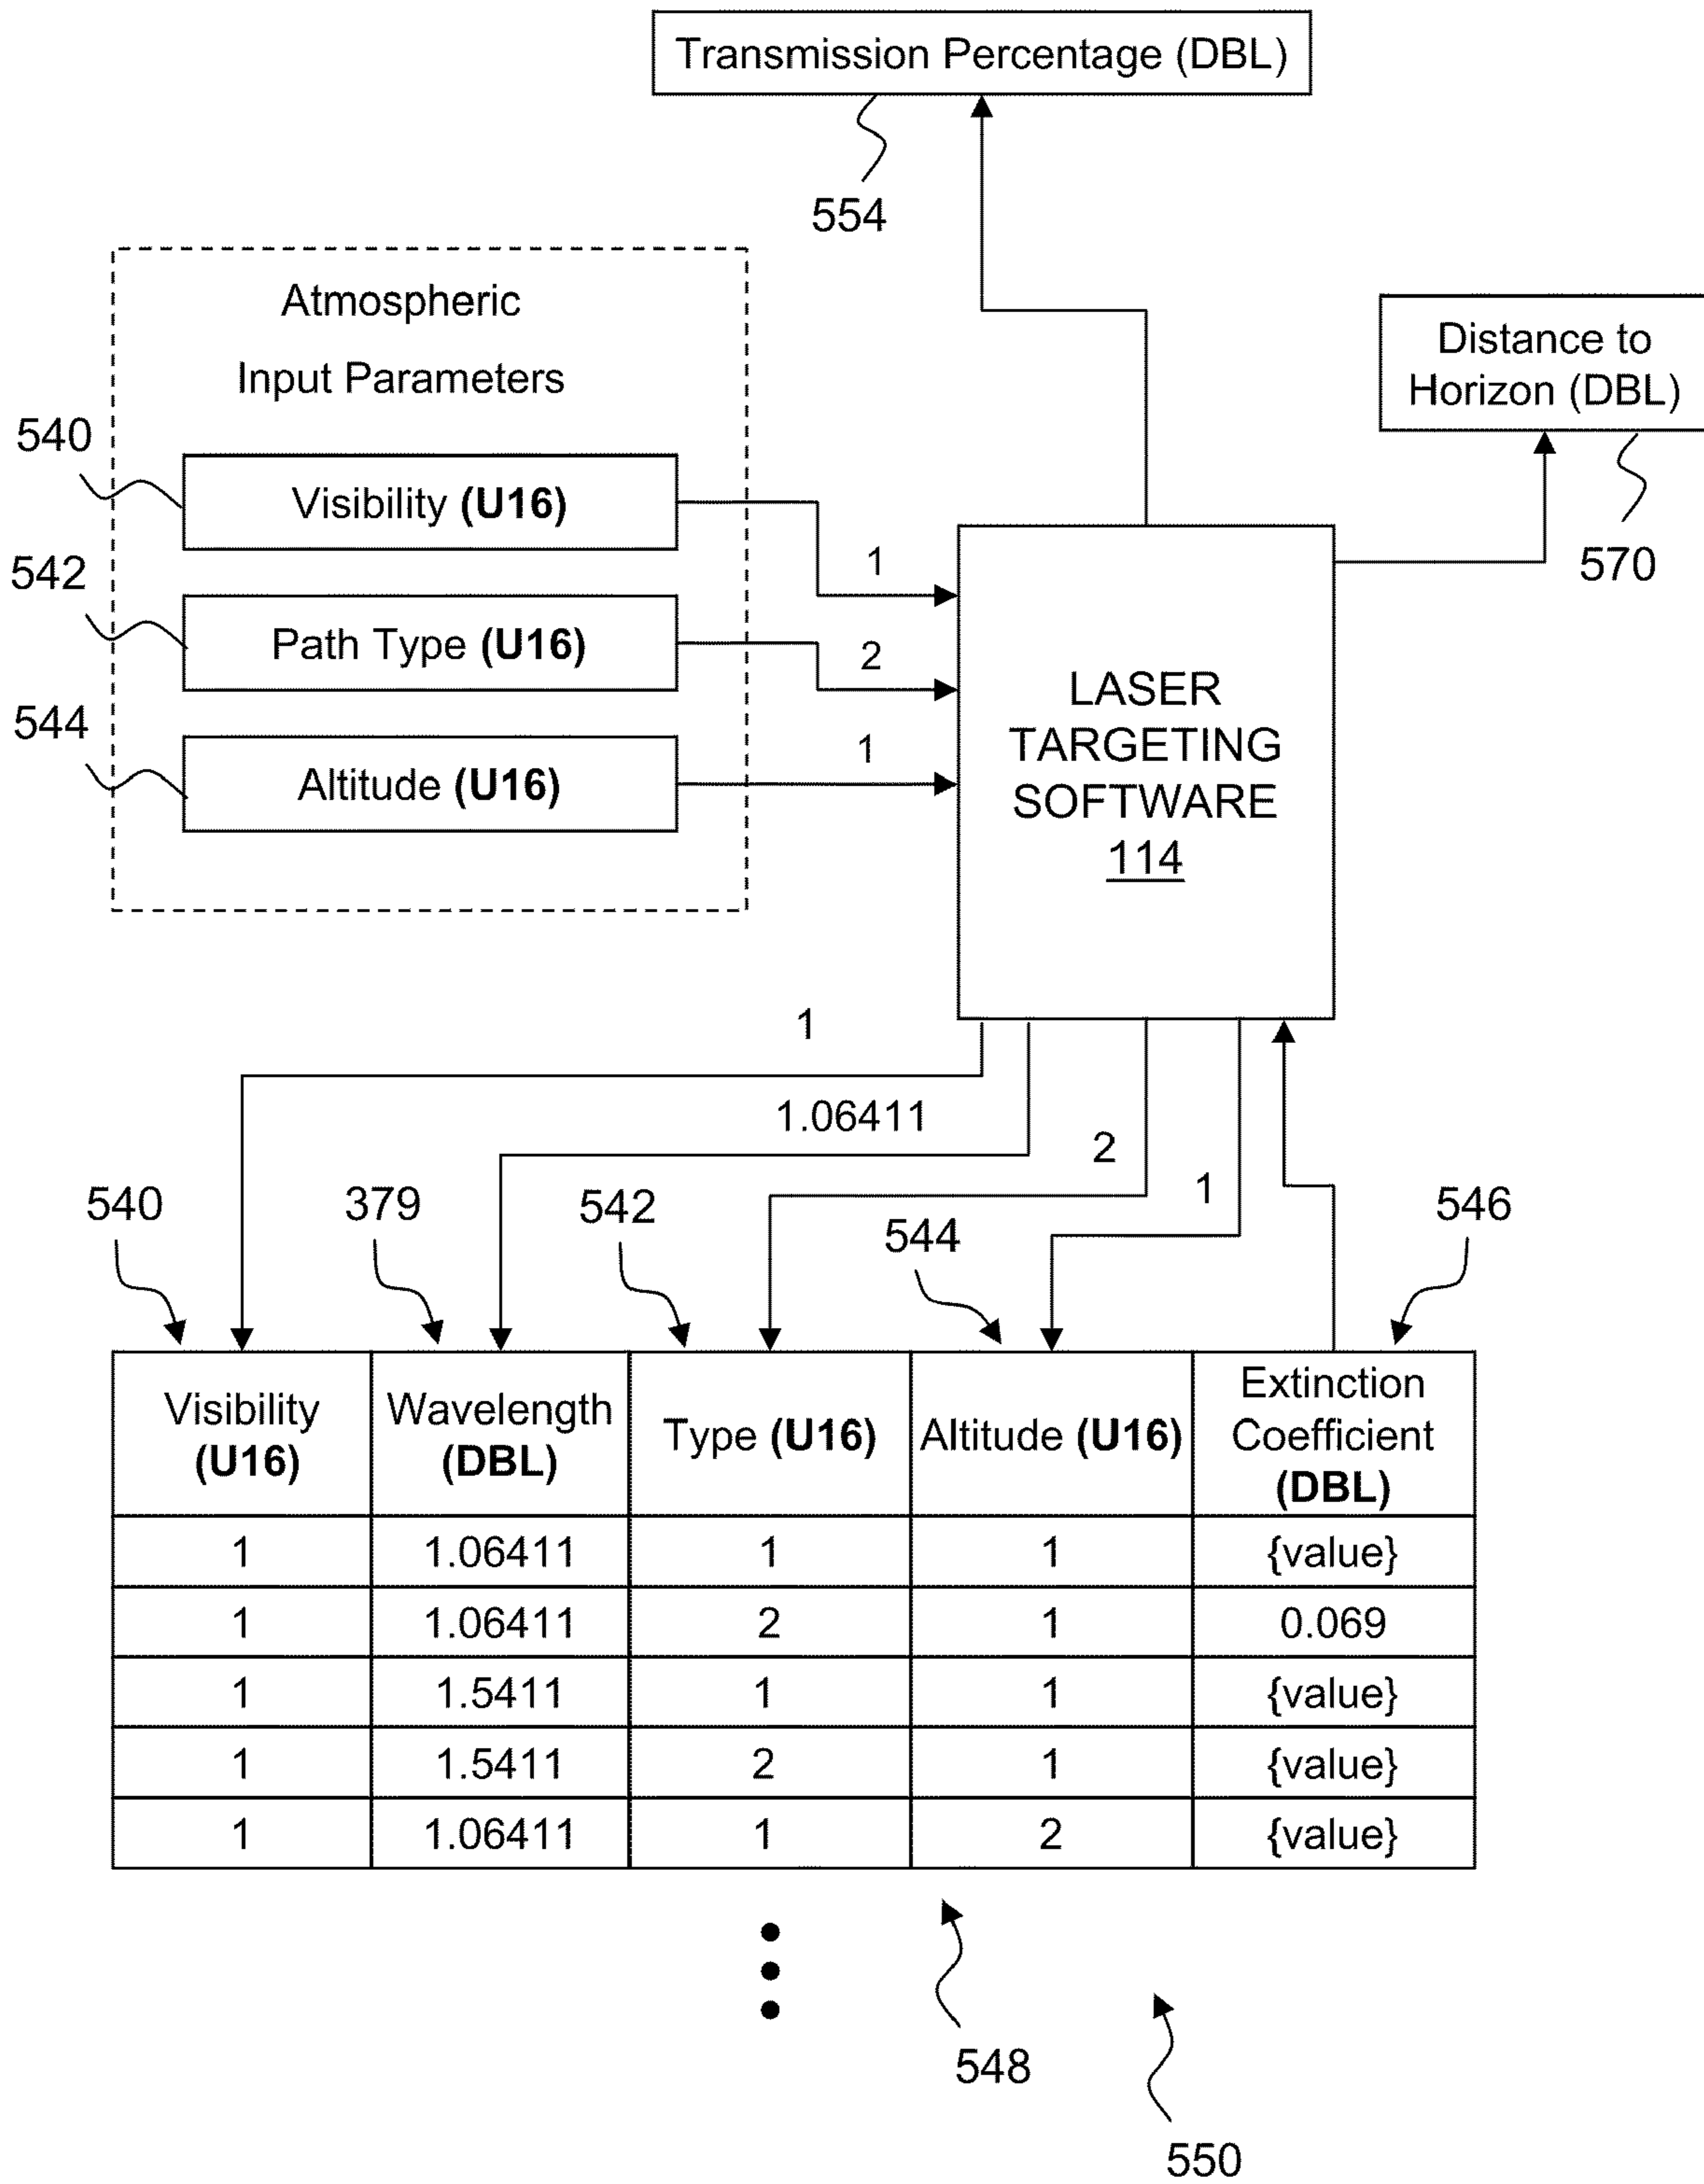 Transmission Percentage (DBL)
554
Atmospheric
Input Parameters
Distance to
Horizon (DBL)
570
540
Visibility (U16)
1
542
Path Type (U16)
2
544
Altitude (U16)
1
LASER
TARGETING
SOFTWARE
114
1
1.06411
2
1
540
379
542
544
546
Visibility
(U16)
Wavelength
(DBL)
Type (U16)
Altitude (U16)
Extinction
Coefficient
(DBL)
1 1.06411 1 1 {value}
1 1.06411 2 1 0.069
1 1.5411 1 1 {value}
1 1.5411 2 1 {value}
1 1.06411 1 2 {value}
548
550